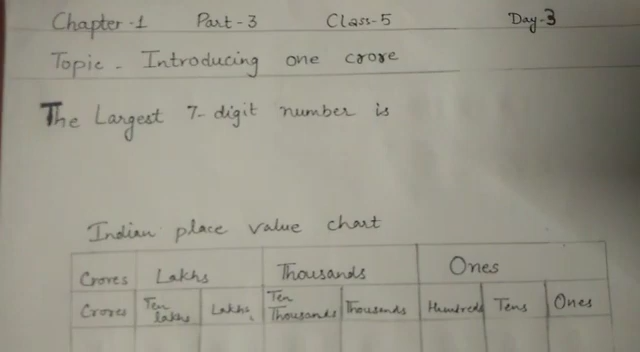 Chapter-1 Part-3 Class-5 Day-3
Topic - Introducing one crore
The Largest 7-digit number is
Indian place value chart
Crores Lakhs Thousands Ones
Crores Ten lakhs Lakhs Ten Thousands Thousands Hundreds Tens Ones